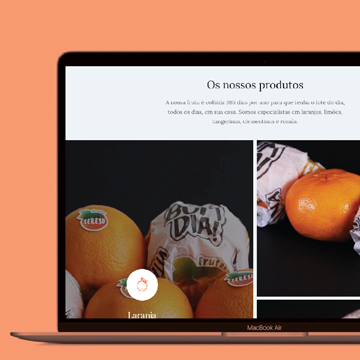 Os nossos produtos
A nossa fruta é colhida 365 dias por ano para que tenha o lote do dia,
todos os dias, em sua casa. Somos especialistas em laranjas, limões,
tangerinas, clementinas e romãs.
BOM
DIA!
fruta
Laranja
MacBook Air